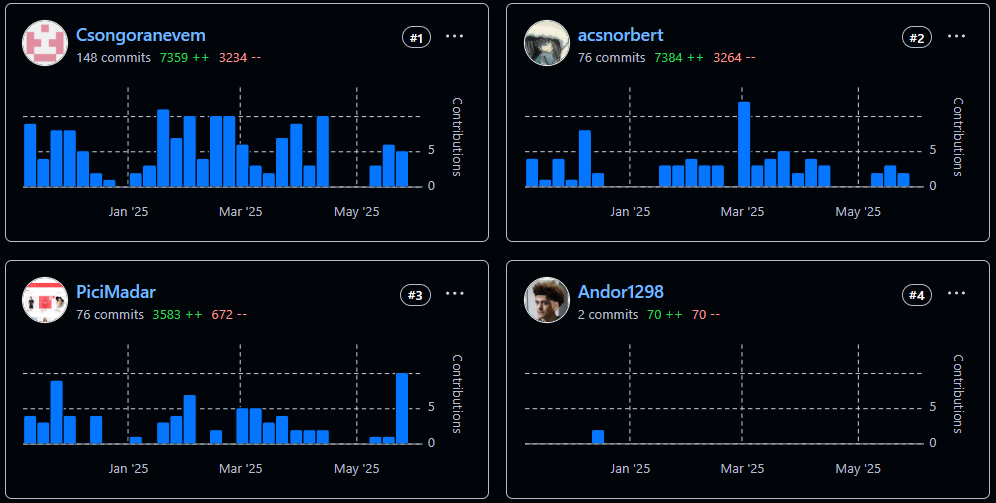 Csongoranevem #1 ...
148 commits 7359 ++ 3234 --
Contributions
5
0
Jan '25 Mar '25 May '25
acsnorbert #2 ...
76 commits 7384 ++ 3264 --
Contributions
5
0
Jan '25 Mar '25 May '25
PiciMadar #3 ...
76 commits 3583 ++ 672 --
Contributions
5
0
Jan '25 Mar '25 May '25
Andor1298 #4 ...
2 commits 70 ++ 70 --
Contributions
5
0
Jan '25 Mar '25 May '25